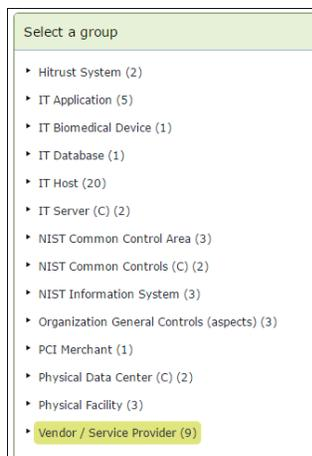 Select a group
Hitrust System (2)
IT Application (5)
IT Biomedical Device (1)
IT Database (1)
IT Host (20)
IT Server (C) (2)
NIST Common Control Area (3)
NIST Common Controls (C) (2)
NIST Information System (3)
Organization General Controls (aspects) (3)
PCI Merchant (1)
Physical Data Center (C) (2)
Physical Facility (3)
Vendor / Service Provider (9)